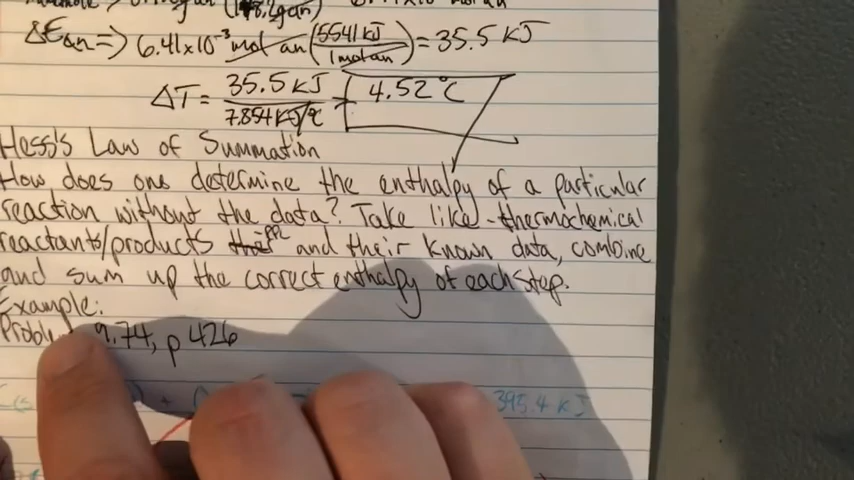 ΔE_an => 6.41x10^-3 mol an (5541 kJ / 1 mol an) = 35.5 kJ
ΔT = 35.5 kJ / 7.854 kJ/°C = 4.52°C
Hess's Law of Summation
How does one determine the enthalpy of a particular
reaction without the data? Take like-thermochemical
reactants/products and their known data, combine
and sum up the correct enthalpy of each step.
Example:
9.74, p 426
+ 395.4 kJ